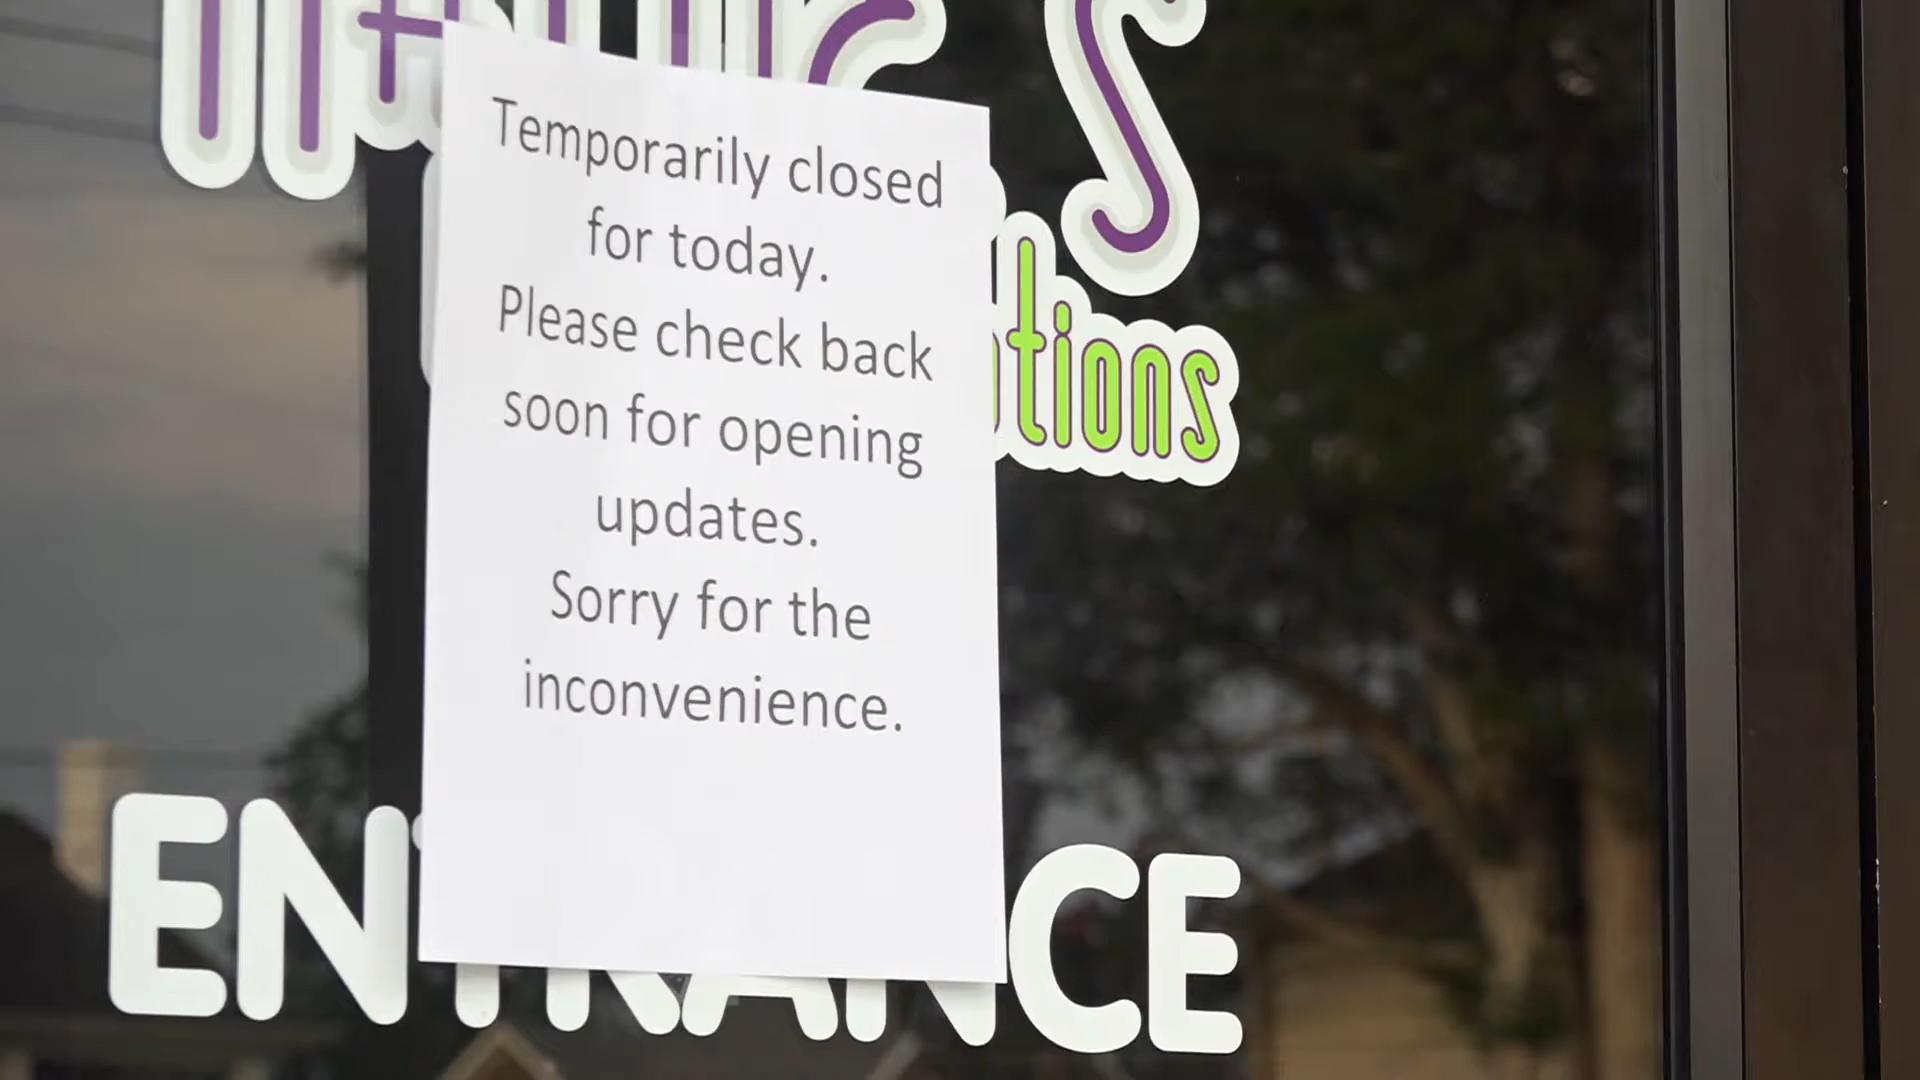 Temporarily closed
for today.
Please check back
soon for opening
updates.
Sorry for the
inconvenience.
ENTRANCE